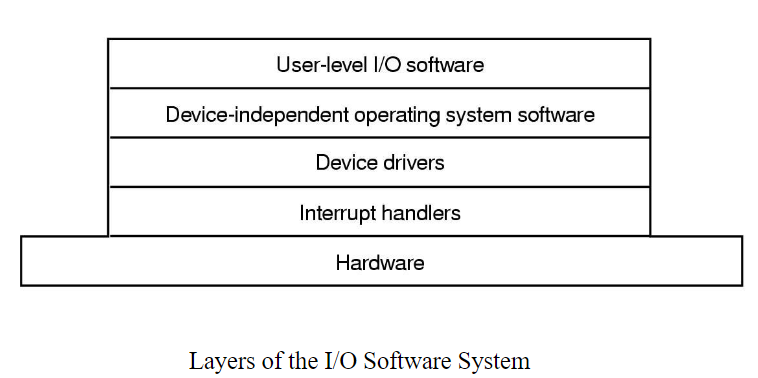 User-level I/O software
Device-independent operating system software
Device drivers
Interrupt handlers
Hardware
Layers of the I/O Software System